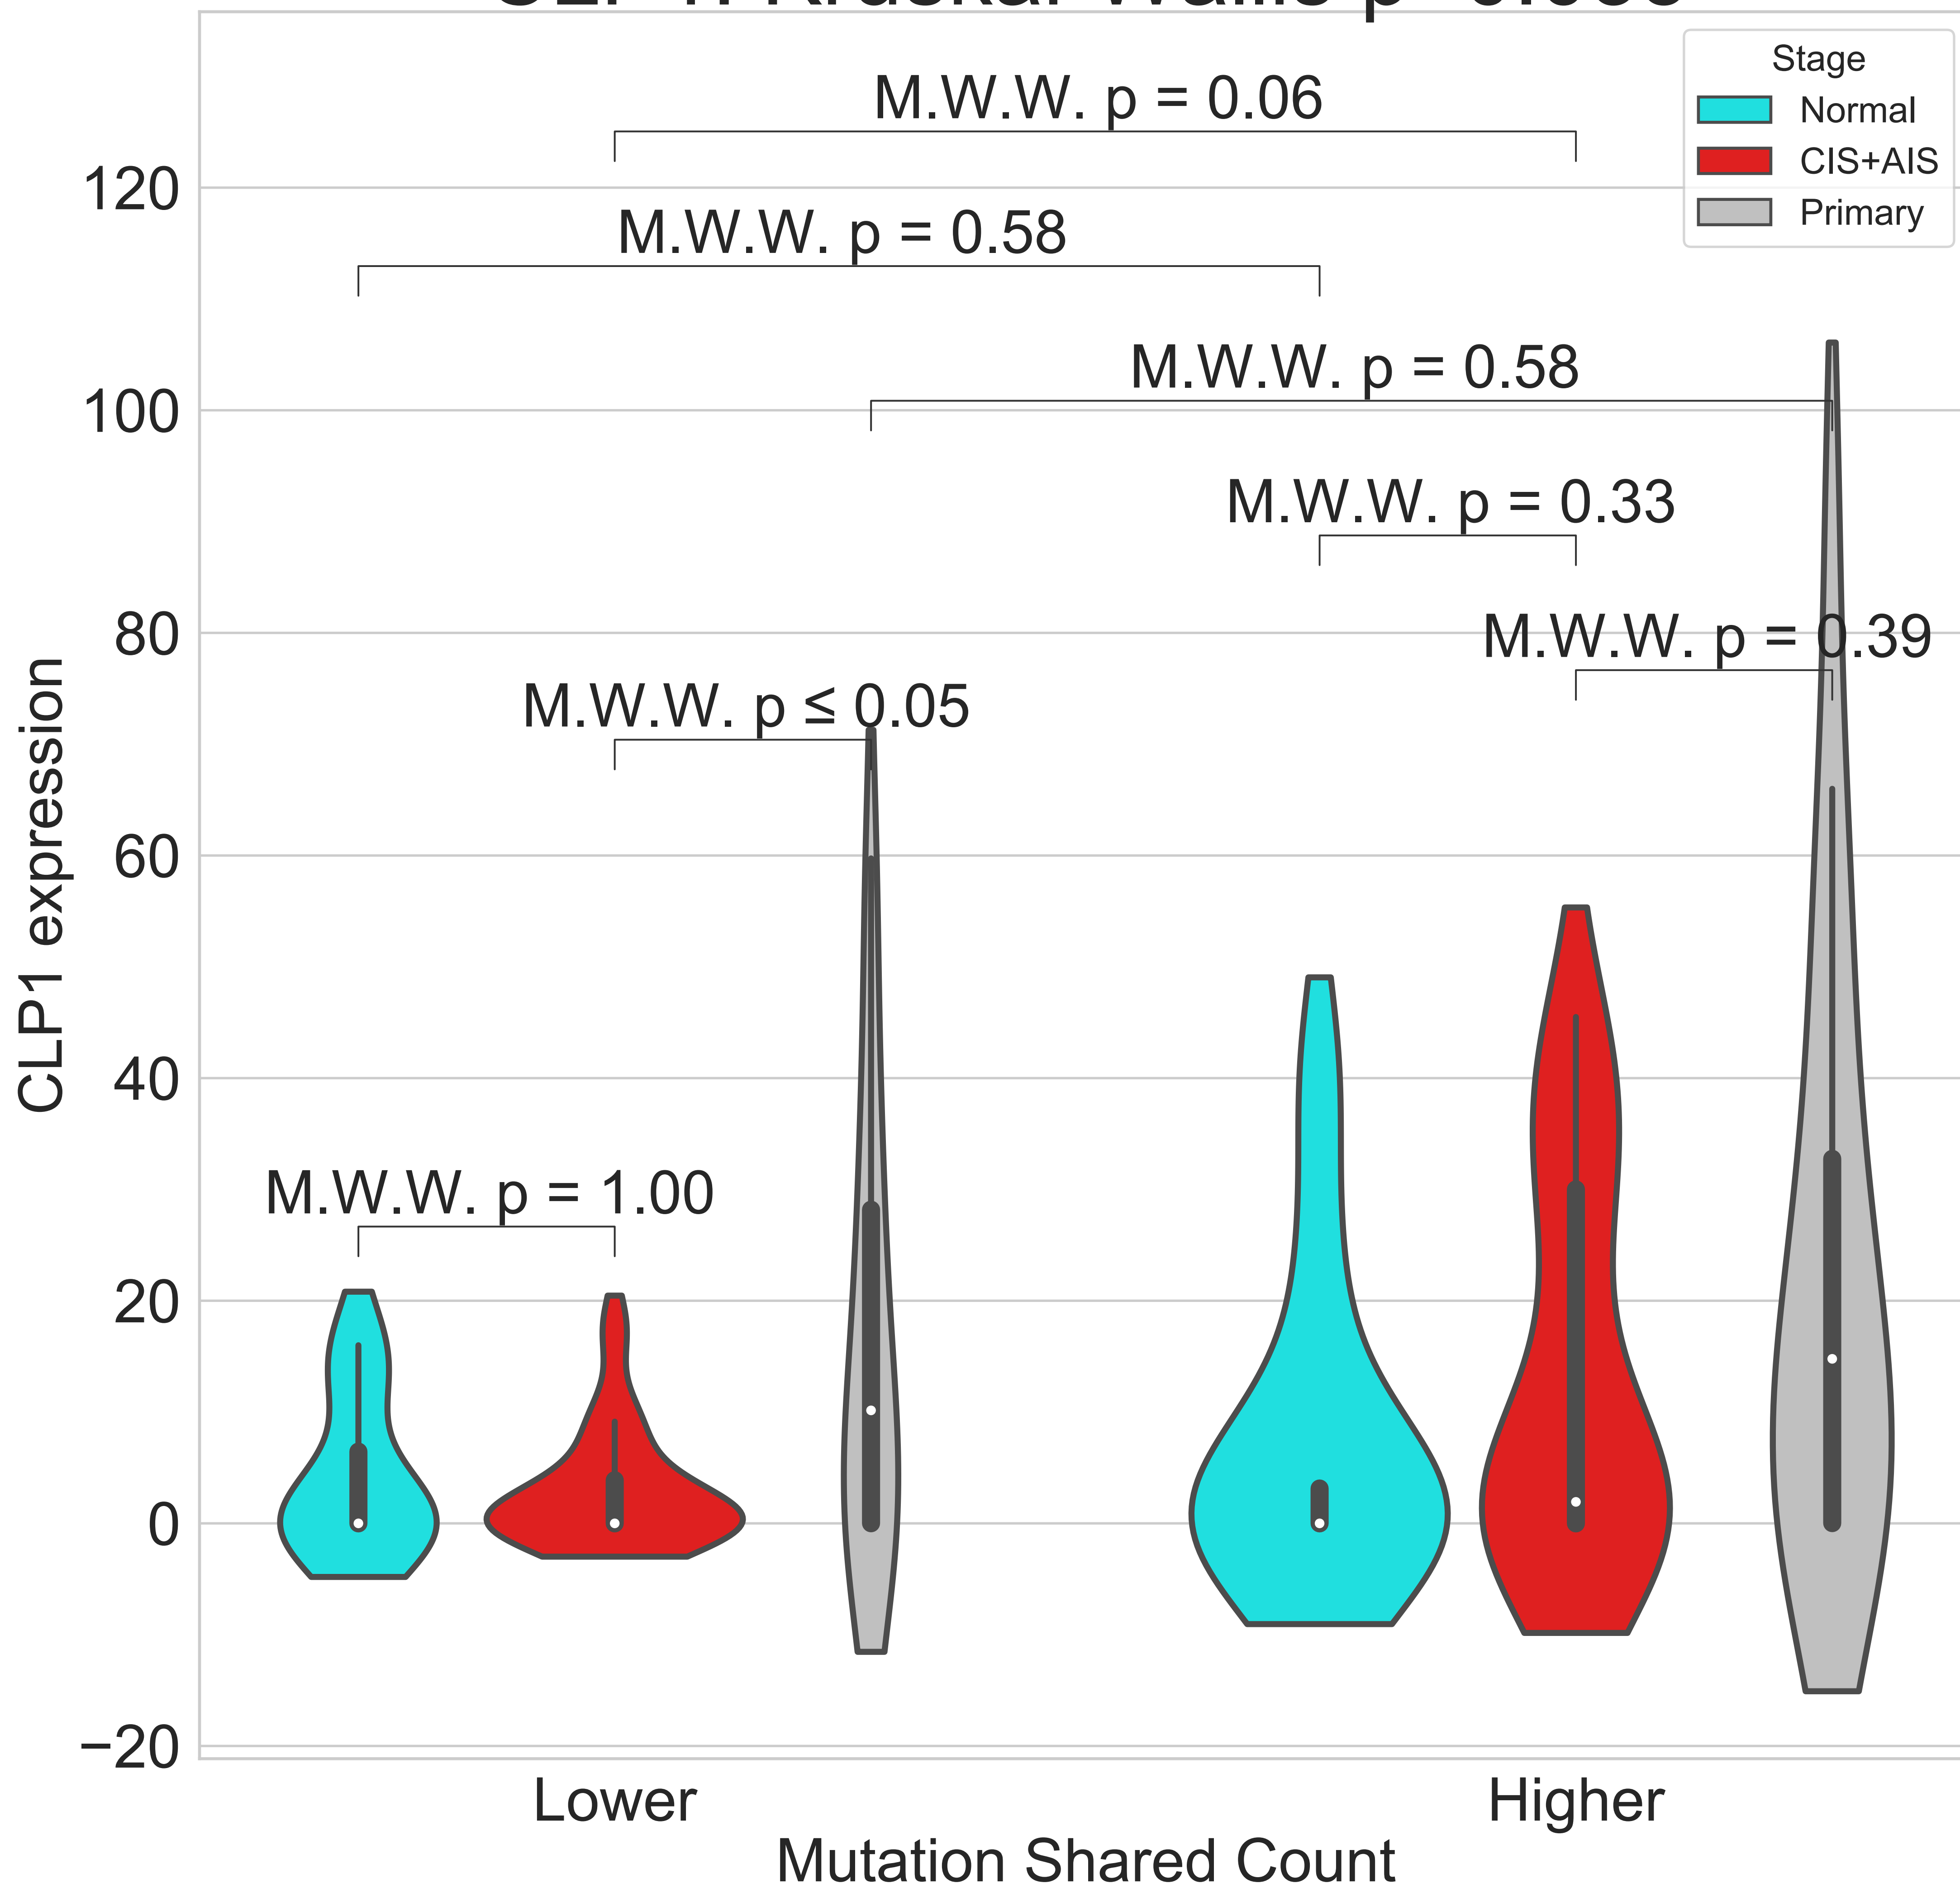 Stage
Normal
CIS+AIS
Primary
M.W.W. p = 0.06
M.W.W. p = 0.58
M.W.W. p = 0.58
M.W.W. p = 0.33
M.W.W. p = 0.39
M.W.W. p ≤ 0.05
M.W.W. p = 1.00
120
100
80
60
40
20
0
−20
CLP1 expression
Lower
Higher
Mutation Shared Count